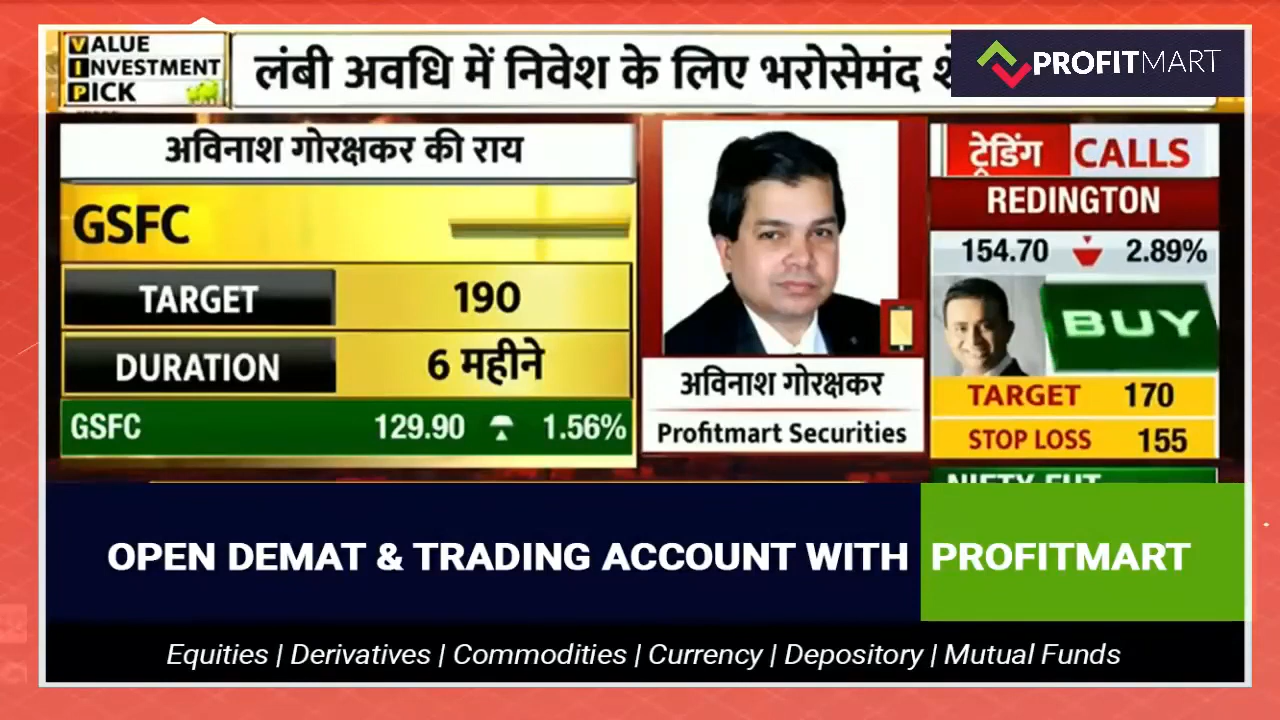 VALUE
INVESTMENT
PICK
लंबी अवधि में निवेश के लिए भरोसेमंद
PROFITMART
अविनाश गोरक्षकर की राय
GSFC
TARGET 190
DURATION 6 महीने
GSFC 129.90 1.56%
अविनाश गोरक्षकर
Profitmart Securities
ट्रेडिंग CALLS
REDINGTON
154.70 2.89%
BUY
TARGET 170
STOP LOSS 155
NIFTY FUT
OPEN DEMAT & TRADING ACCOUNT WITH PROFITMART
Equities | Derivatives | Commodities | Currency | Depository | Mutual Funds